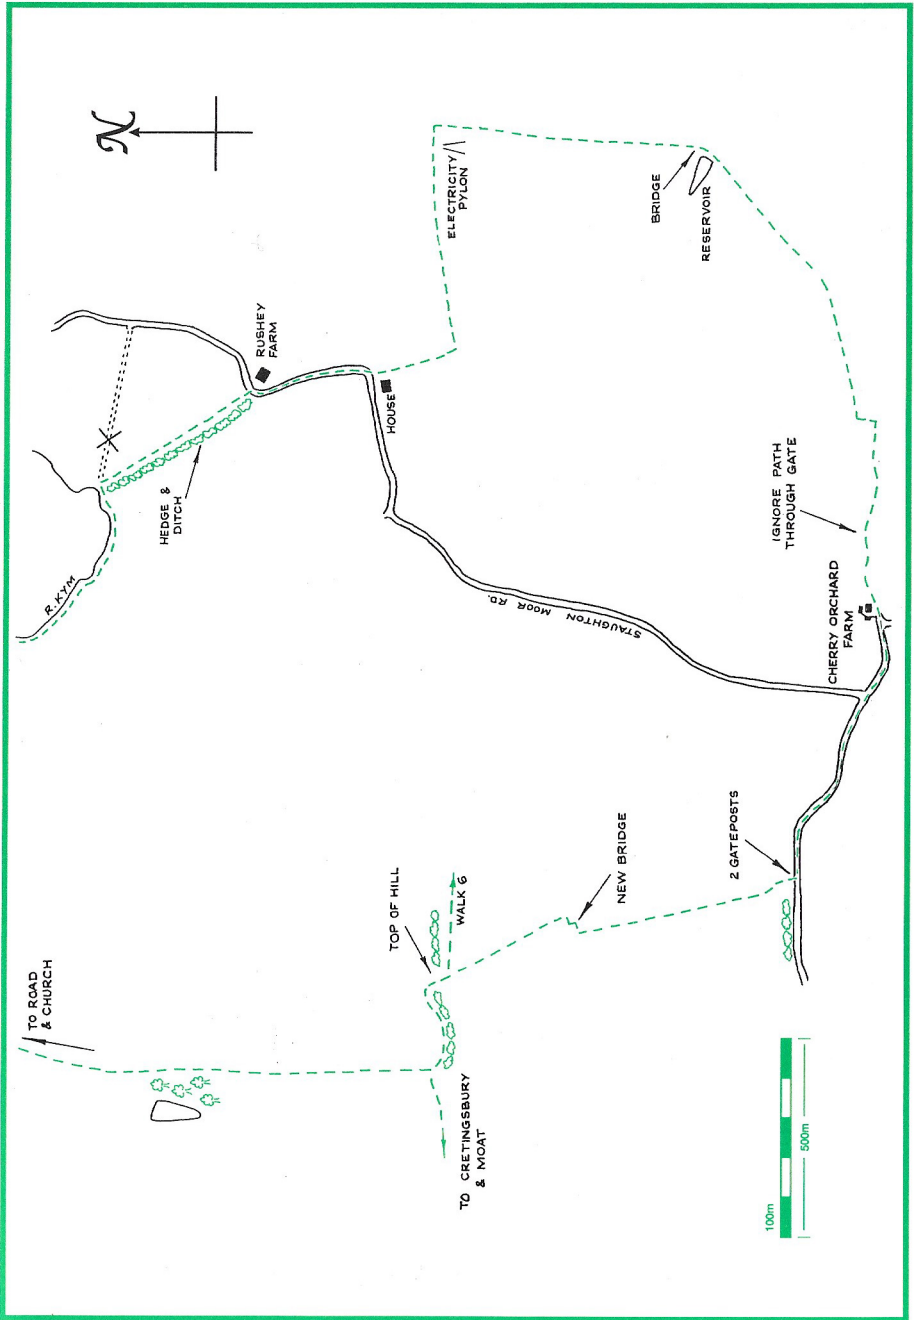 N
ELECTRICITY
PYLON
BRIDGE
RESERVOIR
RUSHEY
FARM
HOUSE
HEDGE &
DITCH
R. KYM
IGNORE PATH
THROUGH GATE
STAUGHTON MOOR RD.
CHERRY ORCHARD
FARM
2 GATEPOSTS
NEW BRIDGE
TOP OF HILL
WALK 6
TO ROAD
& CHURCH
TO CRETINGSBURY
& MOAT
100m
500m